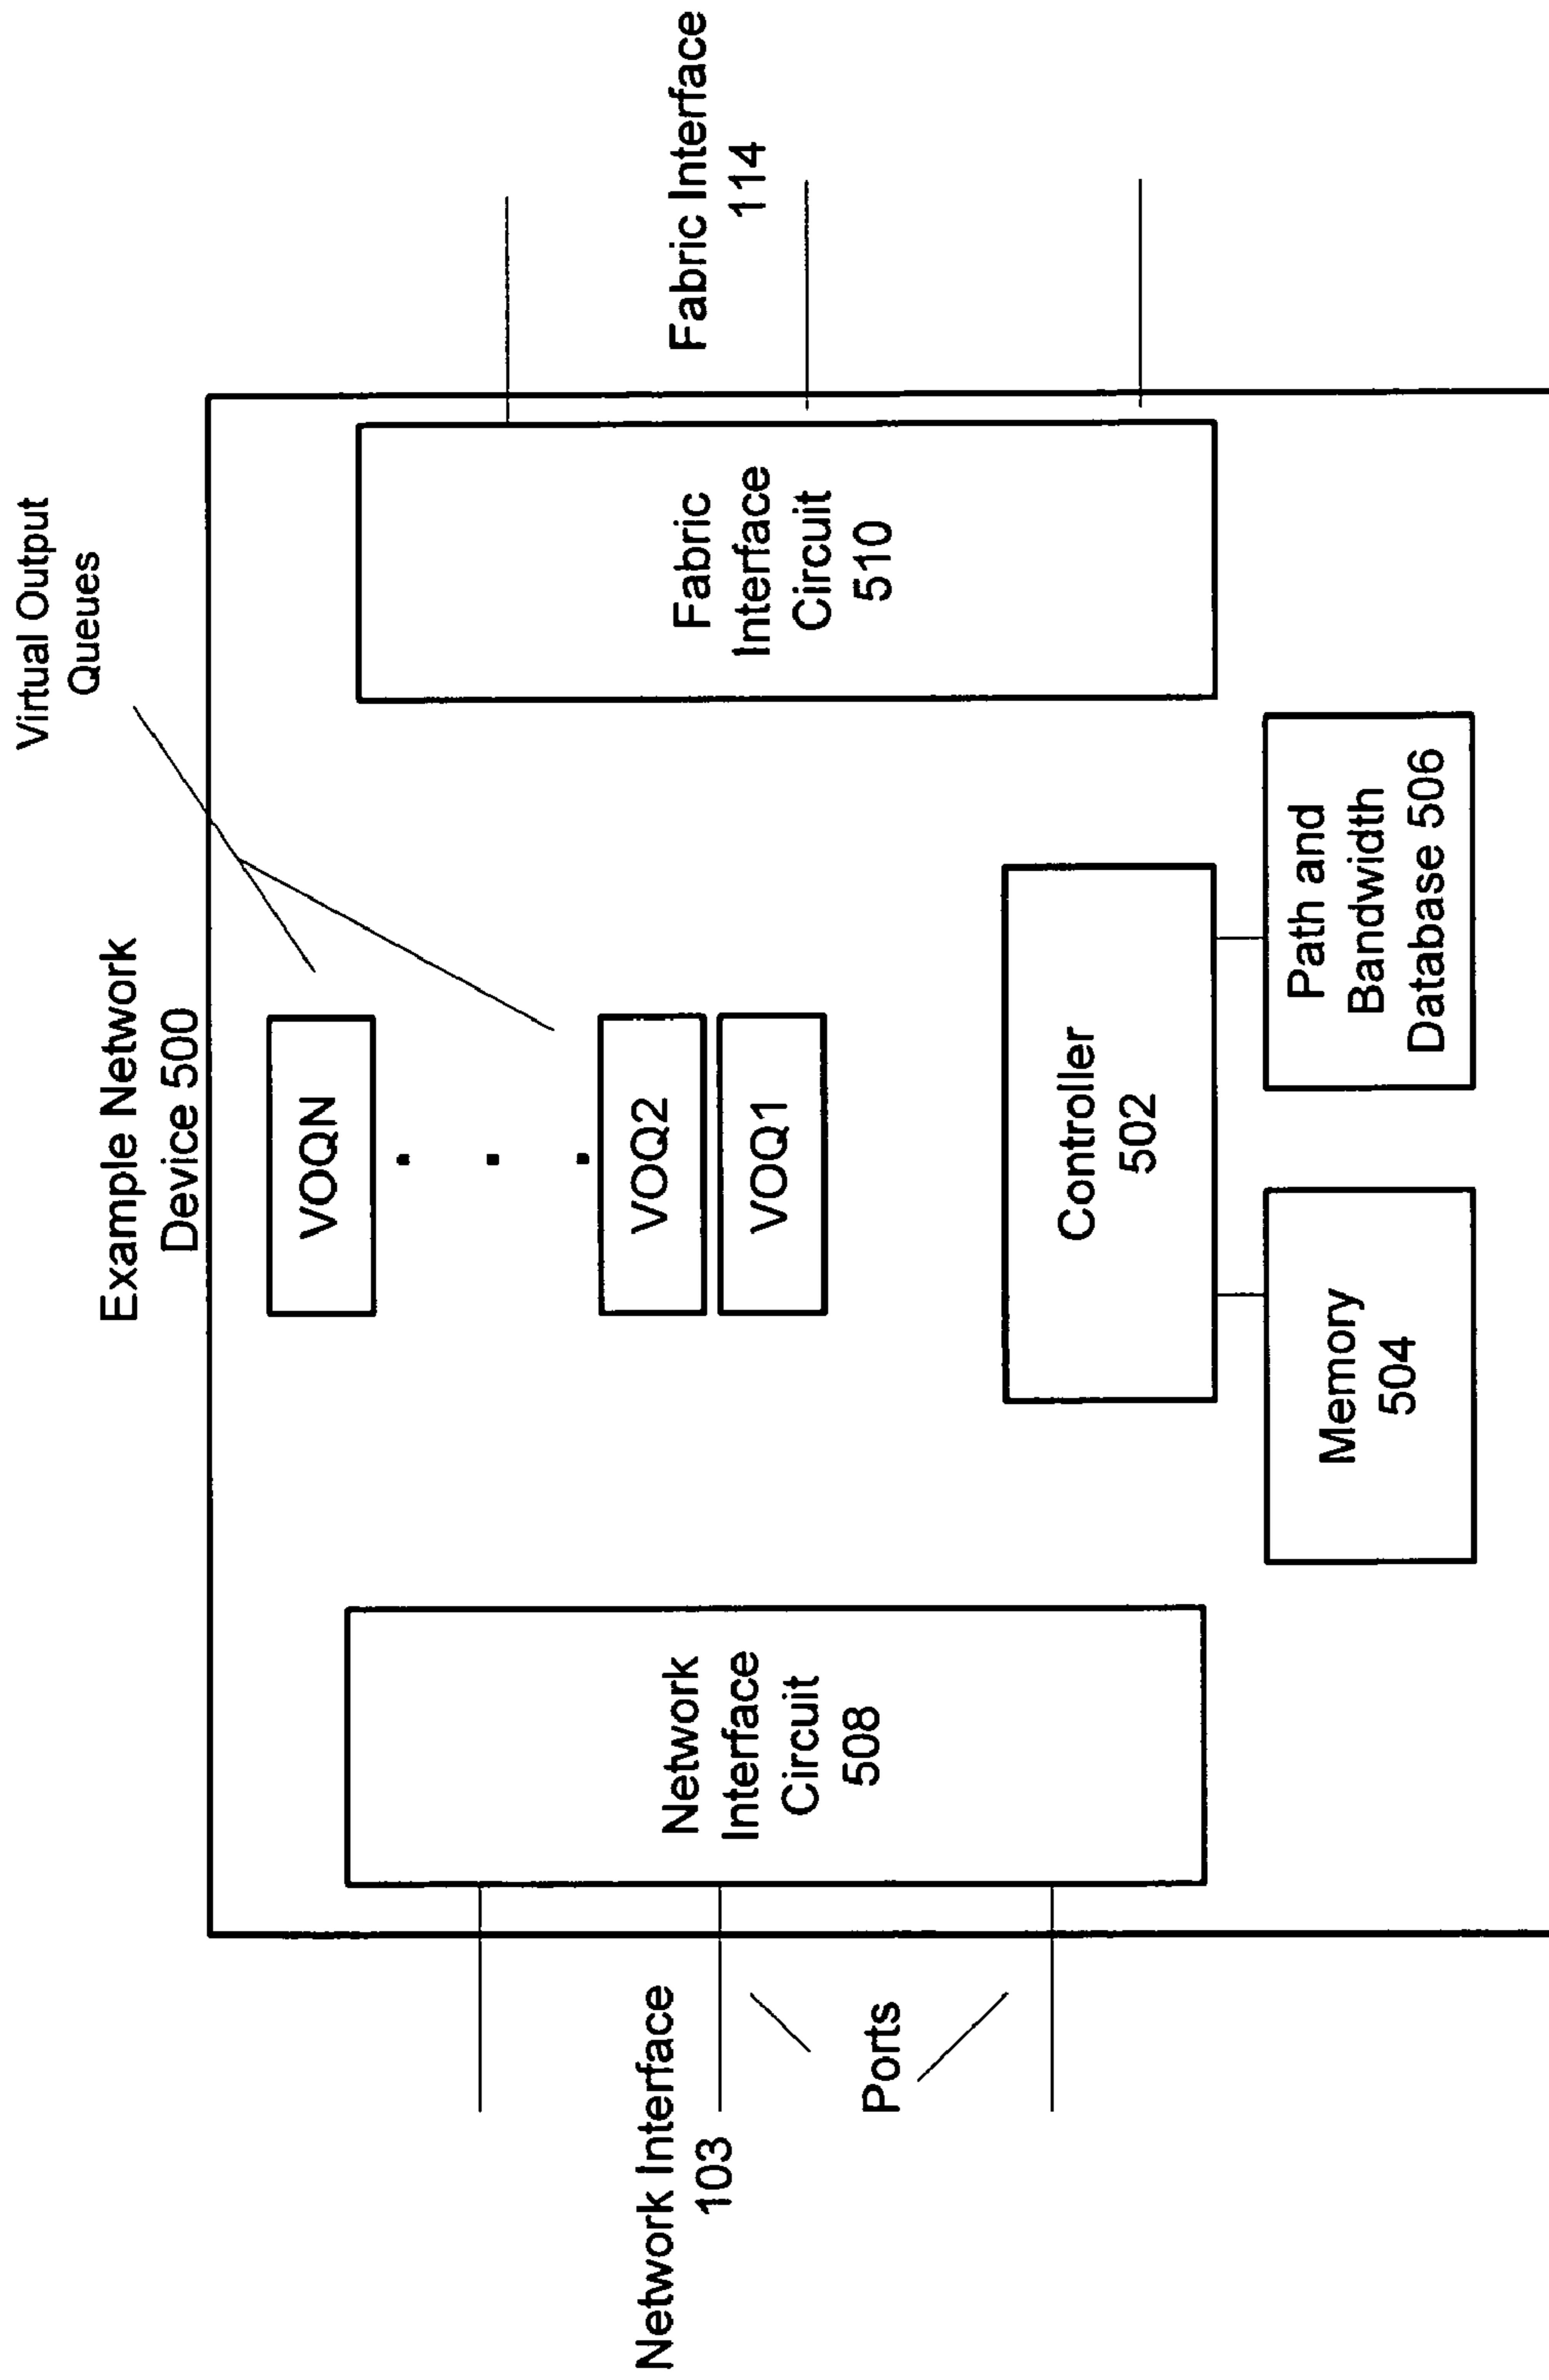 Virtual Output
Queues
Example Network
Device 500
VOQN
VOQ2
VOQ1
Network Interface
103
Ports
Network
Interface
Circuit
508
Fabric
Interface
Circuit
510
Fabric Interface
114
Controller
502
Memory
504
Path and
Bandwidth
Database 506